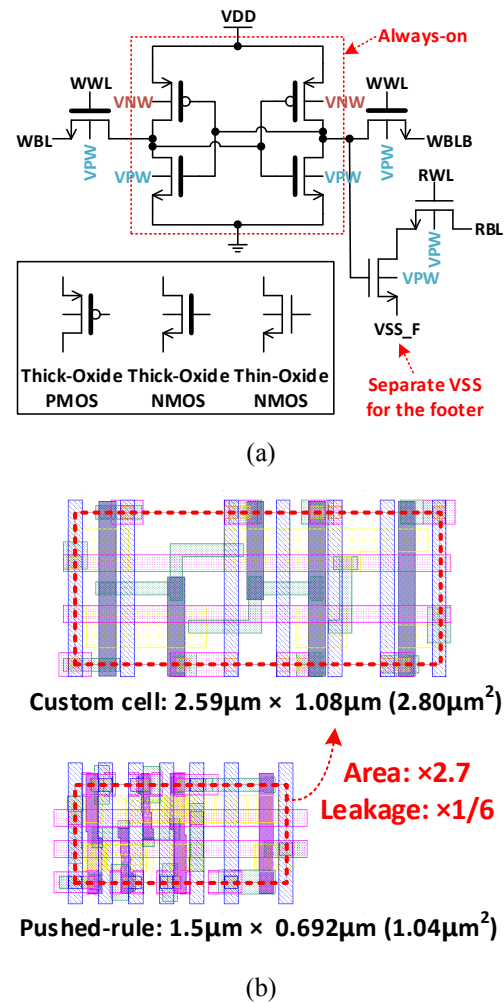 VDD
Always-on
WWL
WWL
VNW
VNW
WBL
VPW
VPW
VPW
VPW
WBLB
RWL
VPW
RBL
VPW
VSS_F
Thick-Oxide PMOS
Thick-Oxide NMOS
Thin-Oxide NMOS
Separate VSS
for the footer
(a)
Custom cell: 2.59µm × 1.08µm (2.80µm²)
Area: ×2.7
Leakage: ×1/6
Pushed-rule: 1.5µm × 0.692µm (1.04µm²)
(b)